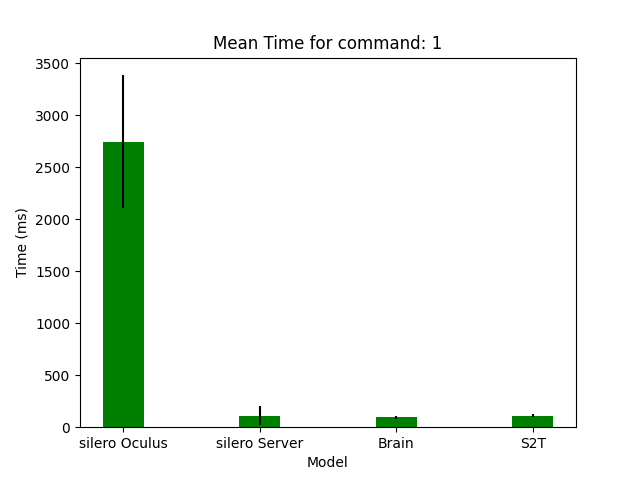 Mean Time for command: 1
3500
3000
2500
2000
1500
1000
500
0
Time (ms)
silero Oculus
silero Server
Brain
S2T
Model